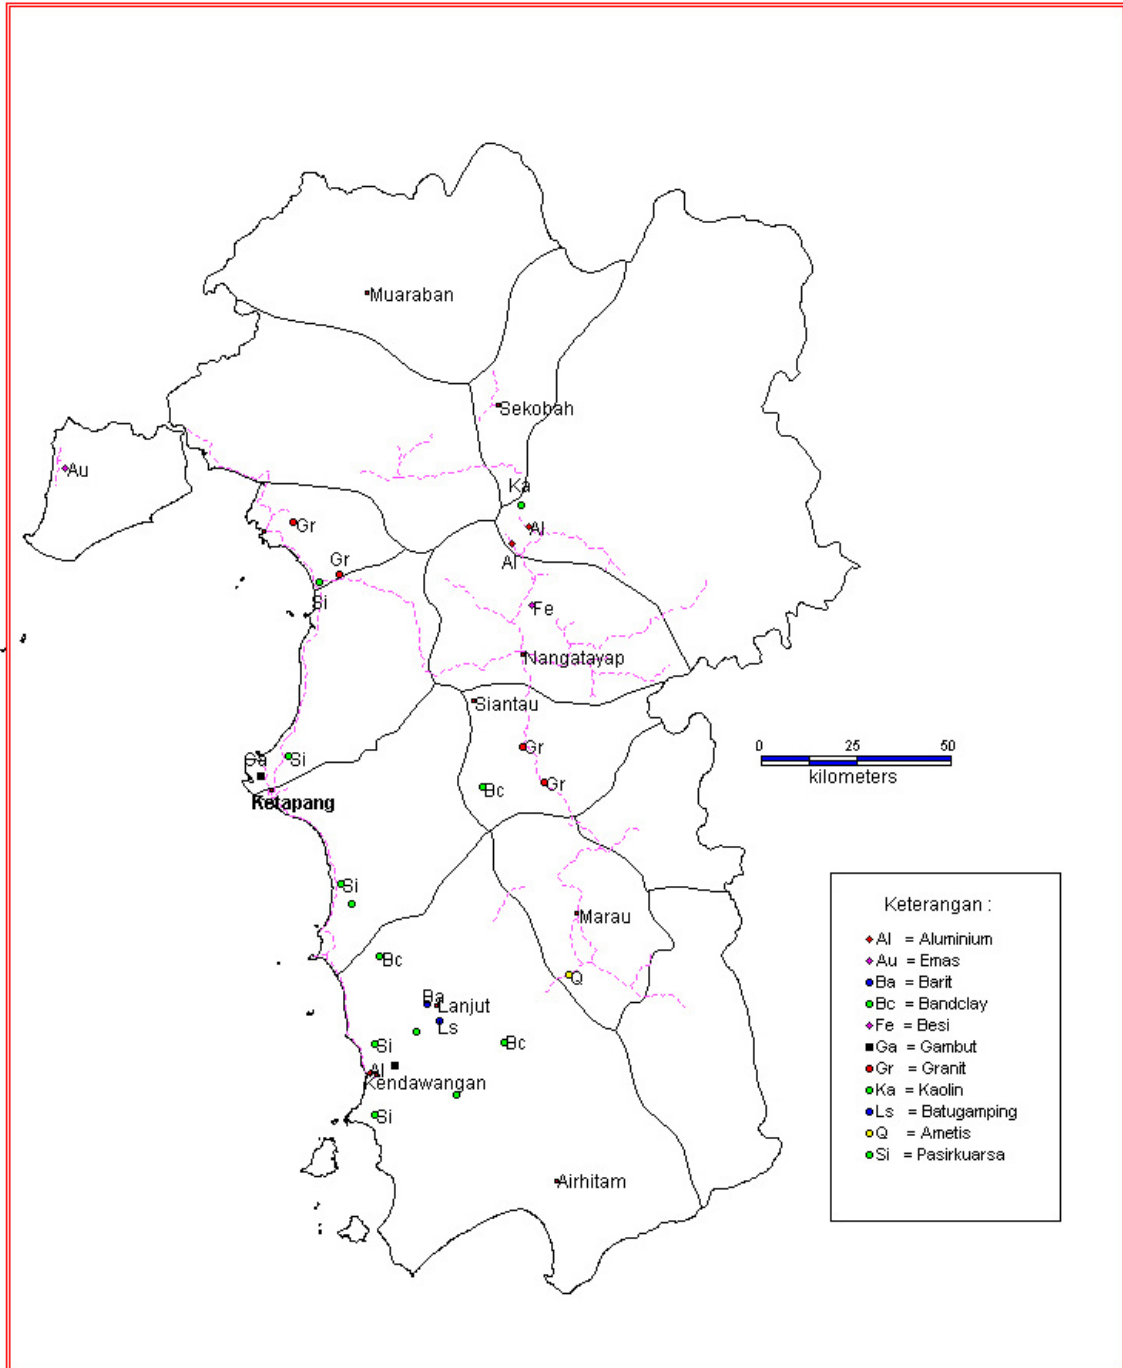 Muaraban
Sekobah
Au
Ka
Gr
Al
Gr
Al
Si
Fe
Nangatayap
Siantau
Gr
Ga
Si
0 25 50
kilometers
Gr
Bc
Ketapang
Si
Marau
Bc
Q
Ba
Lanjut
Ls
Si
Bc
Al
Kendawangan
Si
Airhitam
Keterangan :
Al = Aluminium
Au = Emas
Ba = Barit
Bc = Bandclay
Fe = Besi
Ga = Gambut
Gr = Granit
Ka = Kaolin
Ls = Batugamping
Q = Ametis
Si = Pasirkuarsa